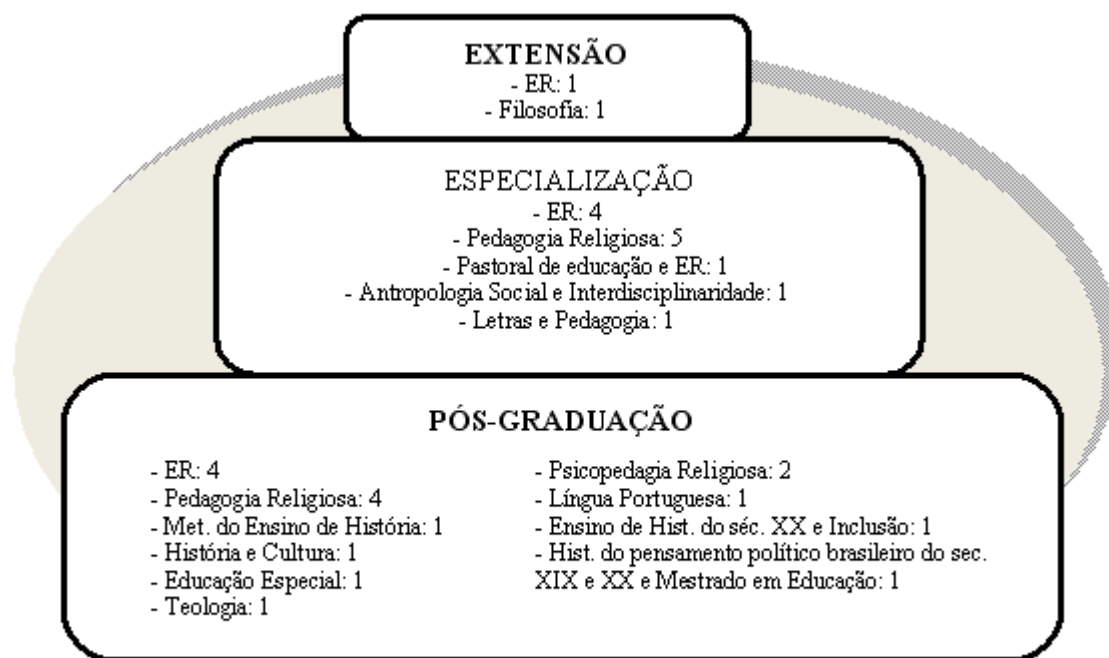 EXTENSÃO
- ER: 1
- Filosofia: 1
ESPECIALIZAÇÃO
- ER: 4
- Pedagogia Religiosa: 5
- Pastoral de educação e ER: 1
- Antropologia Social e Interdisciplinaridade: 1
- Letras e Pedagogia: 1
PÓS-GRADUAÇÃO
- ER: 4
- Pedagogia Religiosa: 4
- Met. do Ensino de História: 1
- História e Cultura: 1
- Educação Especial: 1
- Teologia: 1
- Psicopedagia Religiosa: 2
- Língua Portuguesa: 1
- Ensino de Hist. do séc. XX e Inclusão: 1
- Hist. do pensamento político brasileiro do sec.
XIX e XX e Mestrado em Educação: 1